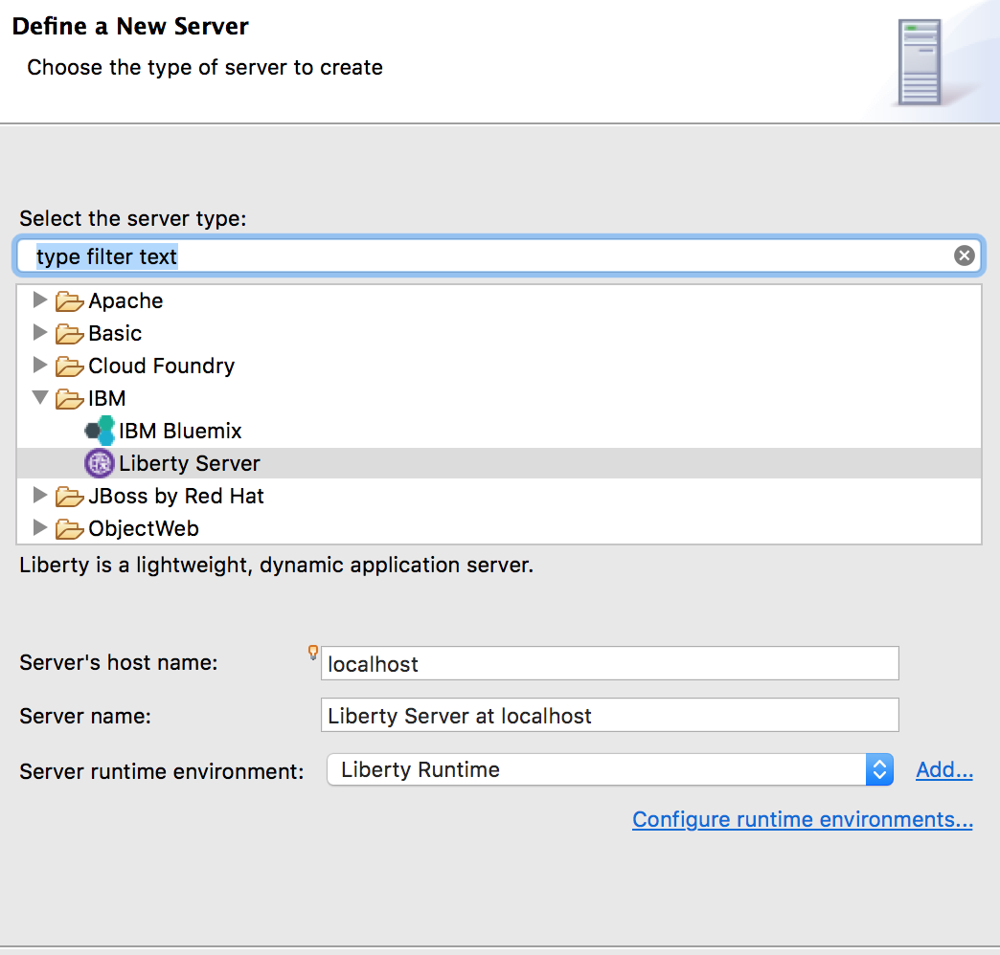 Define a New Server
Choose the type of server to create
Select the server type:
type filter text
Apache
Basic
Cloud Foundry
IBM
IBM Bluemix
Liberty Server
JBoss by Red Hat
ObjectWeb
Liberty is a lightweight, dynamic application server.
Server's host name: localhost
Server name: Liberty Server at localhost
Server runtime environment: Liberty Runtime Add...
Configure runtime environments...